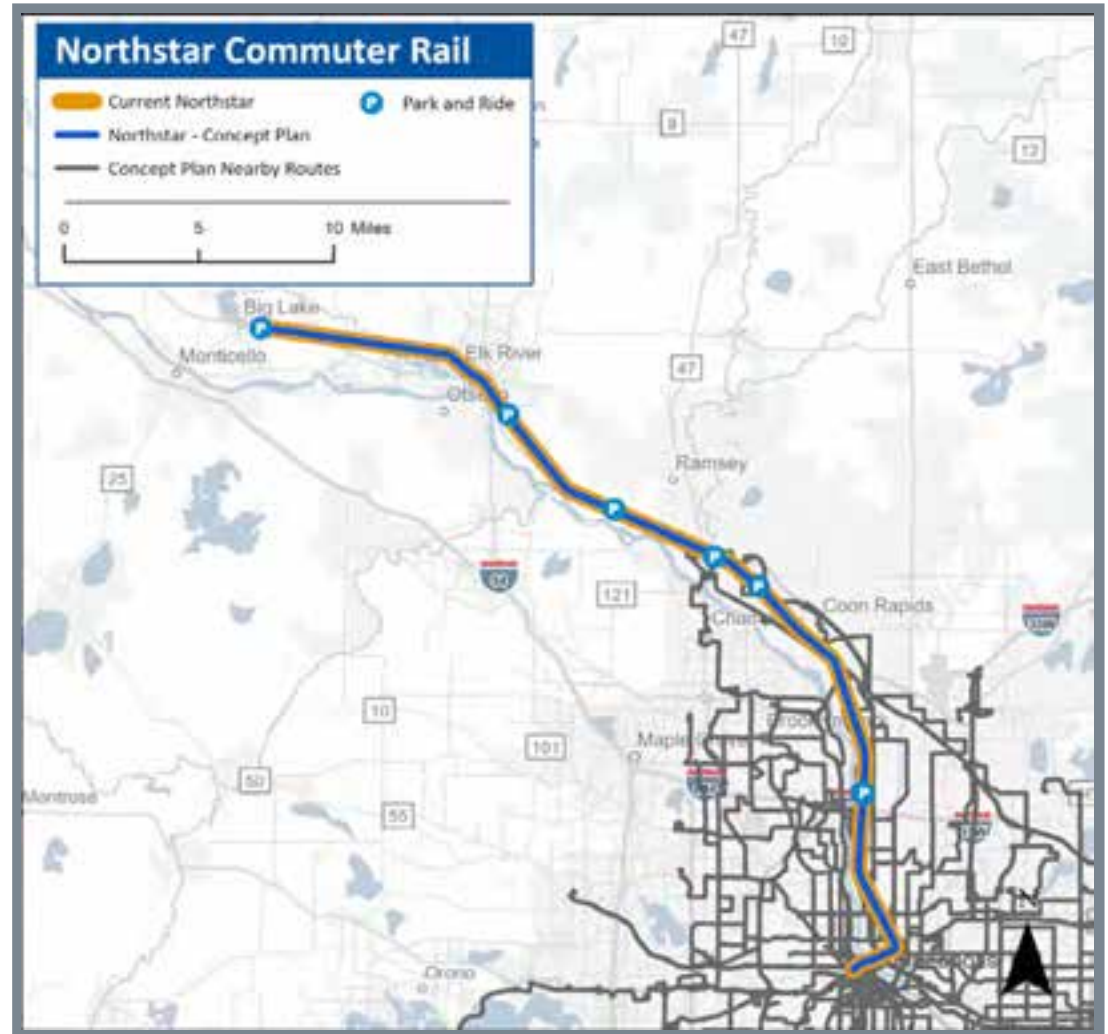 Northstar Commuter Rail
Current Northstar
P Park and Ride
Northstar - Concept Plan
Concept Plan Nearby Routes
0 5 10 Miles
47
10
9
East Bethel
Big Lake
Monticello
Elk River
47
Ramsey
25
121
Coon Rapids
10
101
50
Montrose
55
N
Orono
P
P
P
P
P
P